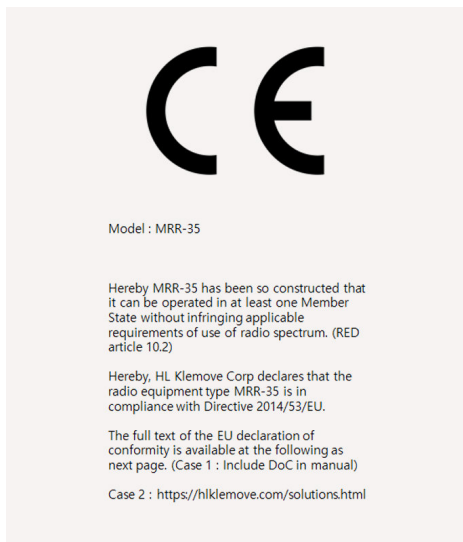 CE
Model : MRR-35
Hereby MRR-35 has been so constructed that
it can be operated in at least one Member
State without infringing applicable
requirements of use of radio spectrum. (RED
article 10.2)
Hereby, HL Klemove Corp declares that the
radio equipment type MRR-35 is in
compliance with Directive 2014/53/EU.
The full text of the EU declaration of
conformity is available at the following as
next page. (Case 1 : Include DoC in manual)
Case 2 : https://hlklemove.com/solutions.html